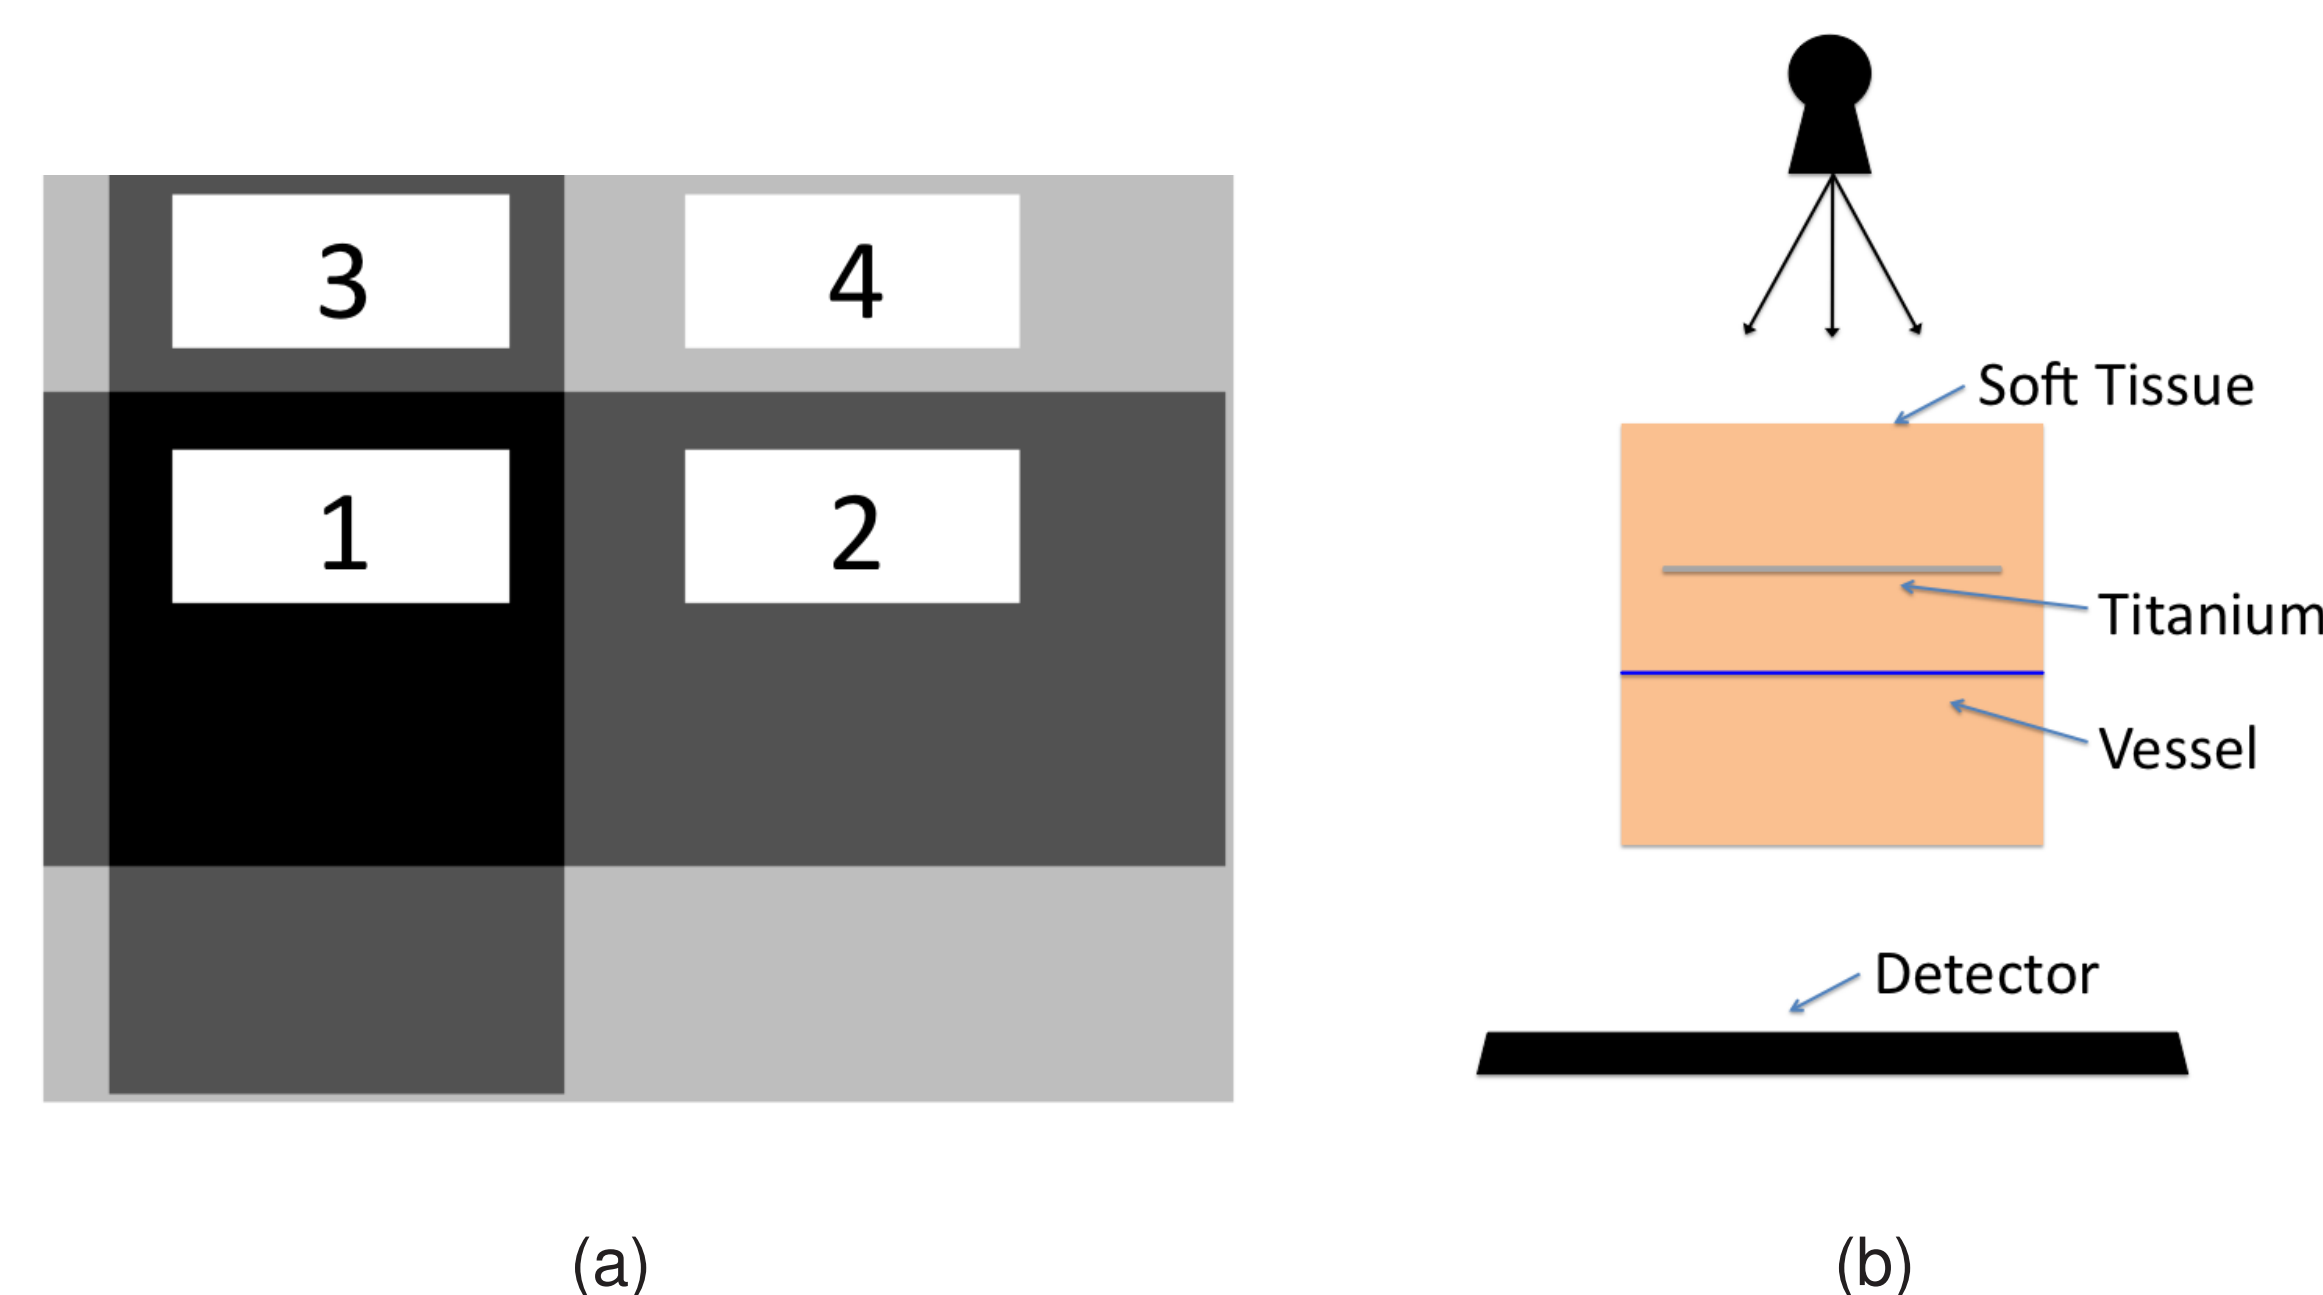 3
4
1
2
(a)
Soft Tissue
Titanium
Vessel
Detector
(b)